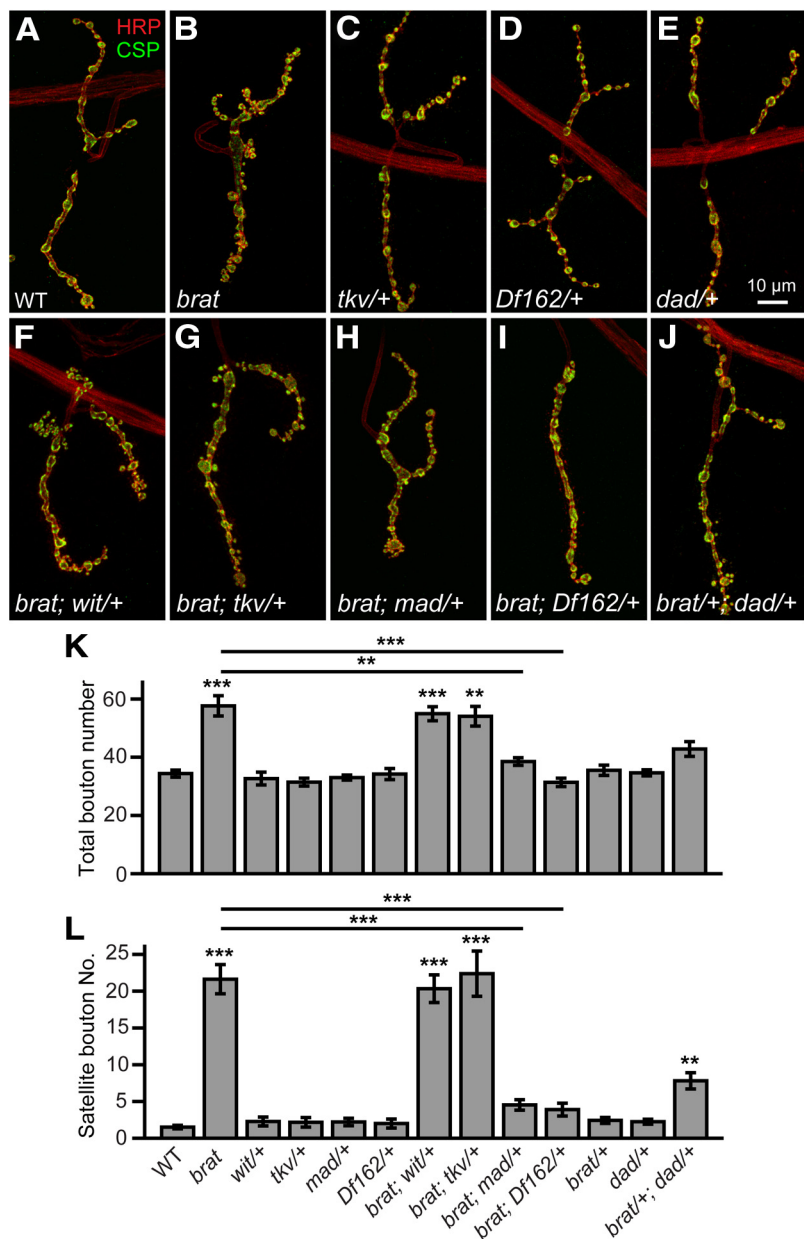 A
HRP
CSP
WT
B
brat
C
tkv/+
D
Df162/+
E
dad/+
10 µm
F
brat; wit/+
G
brat; tkv/+
H
brat; mad/+
I
brat; Df162/+
J
brat/+; dad/+
K
***
**
Total bouton number
60
40
20
0
***
***
**
L
***
***
Satellite bouton No.
25
20
15
10
5
0
***
***
***
**
WT
brat
wit/+
tkv/+
mad/+
Df162/+
brat; wit/+
brat; tkv/+
brat; mad/+
brat; Df162/+
brat/+
dad/+
brat/+; dad/+